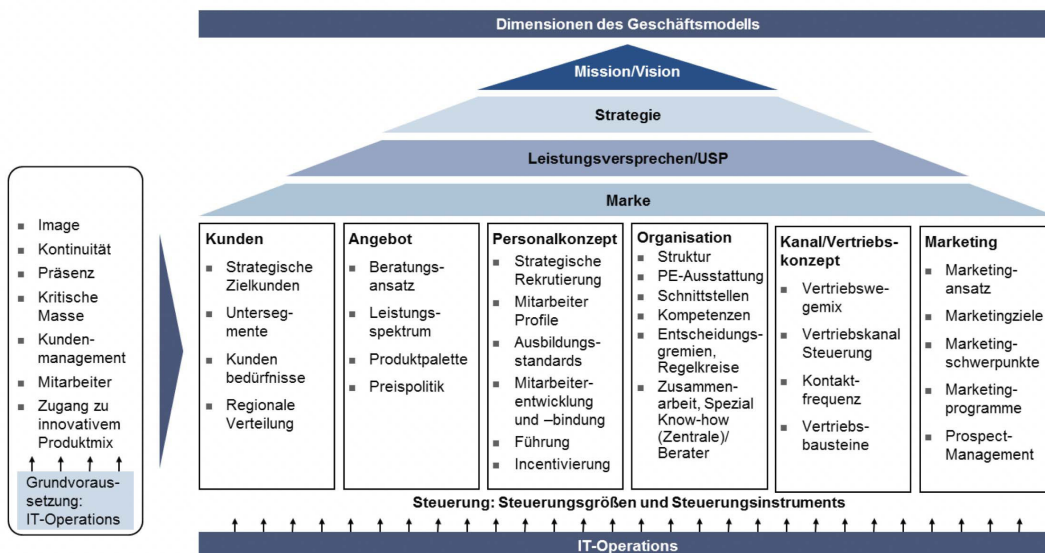 Dimensionen des Geschäftsmodells
Mission/Vision
Strategie
Leistungsversprechen/USP
Marke
Image
Kontinuität
Präsenz
Kritische
Masse
Kunden-
management
Mitarbeiter
Zugang zu
innovativem
Produktmix
Grundvoraus-
setzung:
IT-Operations
Kunden
Strategische
Zielkunden
Unterseg-
mente
Kunden
bedürfnisse
Regionale
Verteilung
Angebot
Beratungs-
ansatz
Leistungs-
spektrum
Produktpalette
Preispolitik
Personalkonzept
Strategische
Rekrutierung
Mitarbeiter
Profile
Ausbildungs-
standards
Mitarbeiter-
entwicklung
und –bindung
Führung
Incentivierung
Organisation
Struktur
PE-Ausstattung
Schnittstellen
Kompetenzen
Entscheidungs-
gremien,
Regelkreise
Zusammen-
arbeit, Spezial
Know-how
(Zentrale)/
Berater
Kanal/Vertriebs-
konzept
Vertriebswe-
gemix
Vertriebskanal
Steuerung
Kontakt-
frequenz
Vertriebs-
bausteine
Marketing
Marketing-
ansatz
Marketingziele
Marketing-
schwerpunkte
Marketing-
programme
Prospect-
Management
Steuerung: Steuerungsgrößen und Steuerungsinstruments
IT-Operations